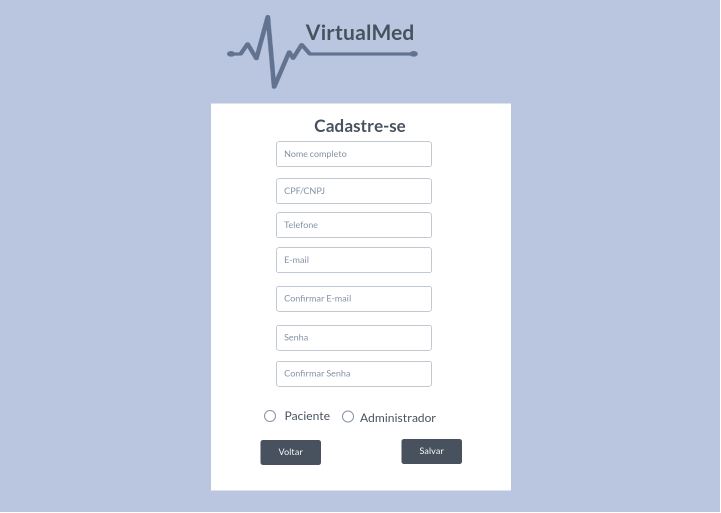 VirtualMed
Cadastre-se
Nome completo
CPF/CNPJ
Telefone
E-mail
Confirmar E-mail
Senha
Confirmar Senha
Paciente Administrador
Voltar Salvar